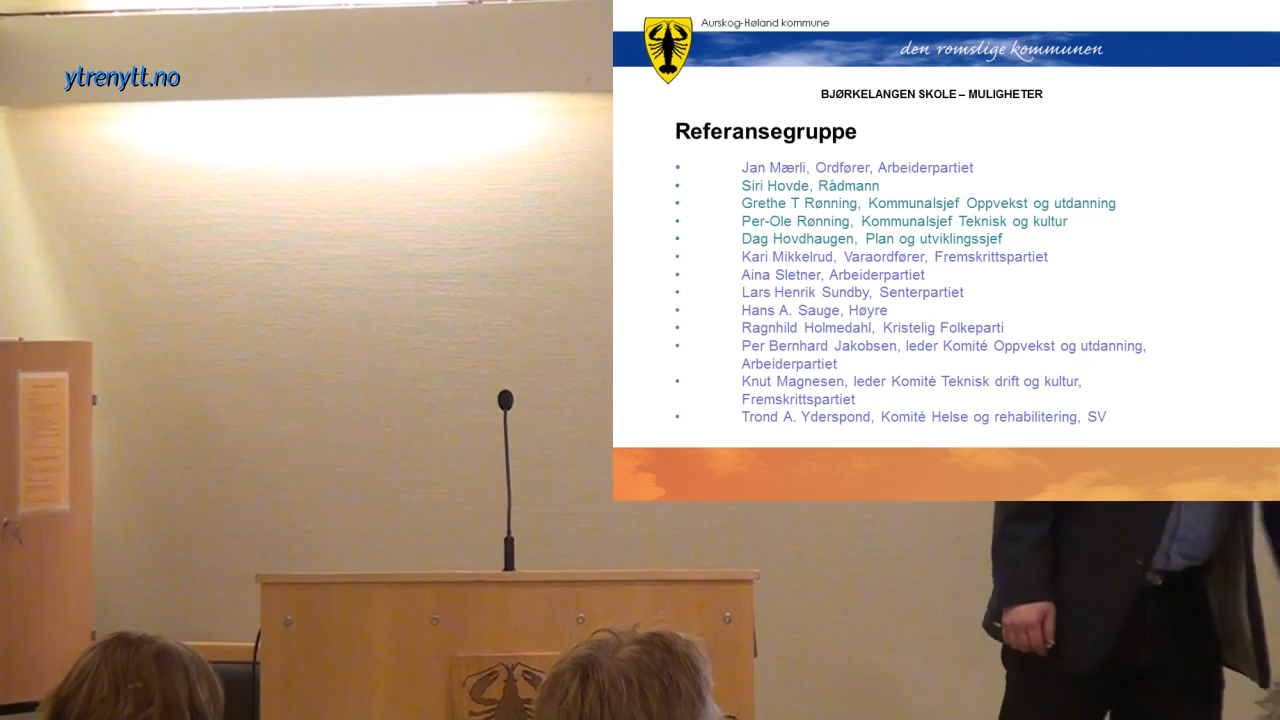 ytrenytt.no
Aurskog-Høland kommune
den romslige kommunen
BJØRKELANGEN SKOLE – MULIGHETER
Referansegruppe
• Jan Mærli, Ordfører, Arbeiderpartiet
• Siri Hovde, Rådmann
• Grethe T Rønning, Kommunalsjef Oppvekst og utdanning
• Per-Ole Rønning, Kommunalsjef Teknisk og kultur
• Dag Hovdhaugen, Plan og utviklingssjef
• Kari Mikkelrud, Varaordfører, Fremskrittspartiet
• Aina Sletner, Arbeiderpartiet
• Lars Henrik Sundby, Senterpartiet
• Hans A. Sauge, Høyre
• Ragnhild Holmedahl, Kristelig Folkeparti
• Per Bernhard Jakobsen, leder Komité Oppvekst og utdanning,
Arbeiderpartiet
• Knut Magnesen, leder Komité Teknisk drift og kultur,
Fremskrittspartiet
• Trond A. Yderspond, Komité Helse og rehabilitering, SV